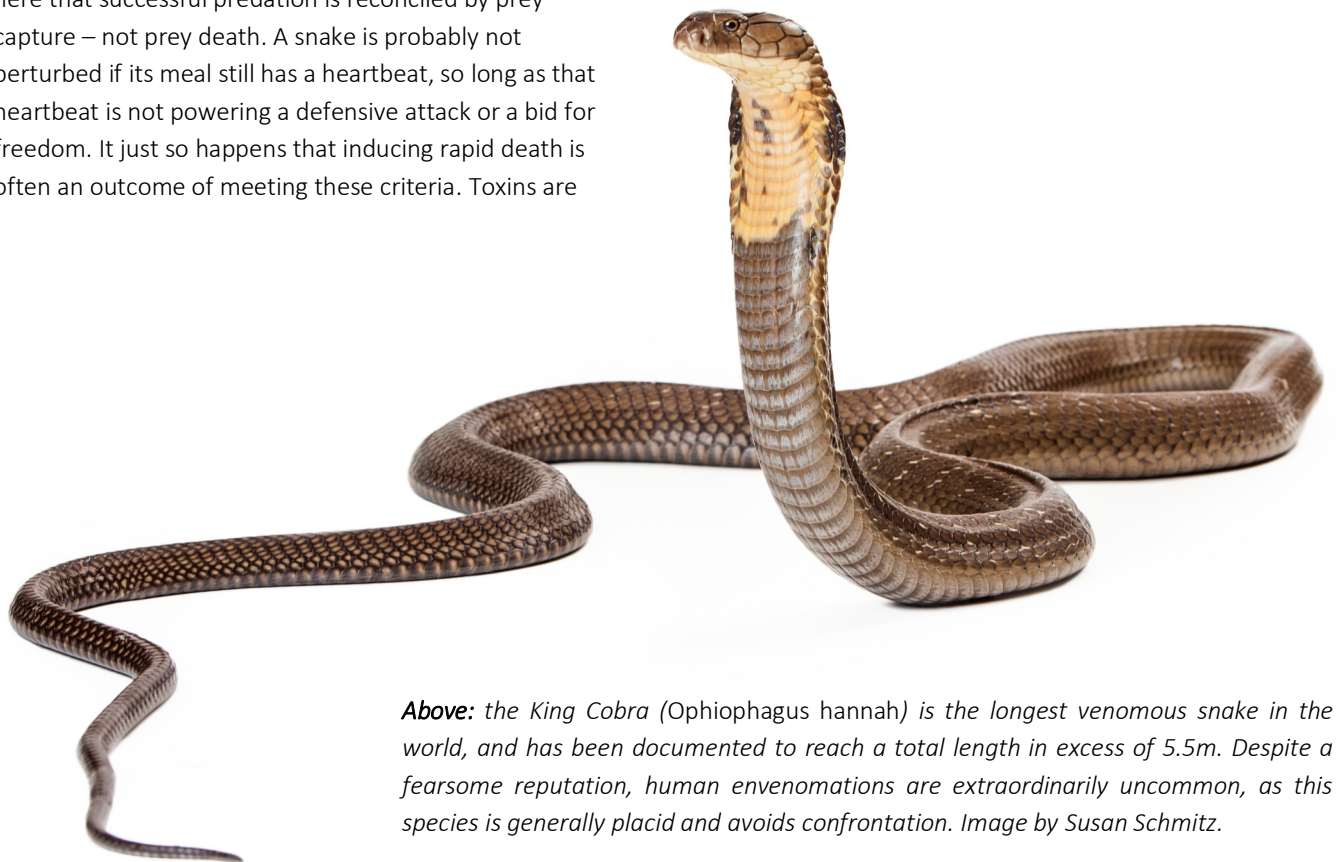 here that successful predation is reconciled by prey
capture – not prey death. A snake is probably not
perturbed if its meal still has a heartbeat, so long as that
heartbeat is not powering a defensive attack or a bid for
freedom. It just so happens that inducing rapid death is
often an outcome of meeting these criteria. Toxins are
Above: the King Cobra (Ophiophagus hannah) is the longest venomous snake in the
world, and has been documented to reach a total length in excess of 5.5m. Despite a
fearsome reputation, human envenomations are extraordinarily uncommon, as this
species is generally placid and avoids confrontation. Image by Susan Schmitz.